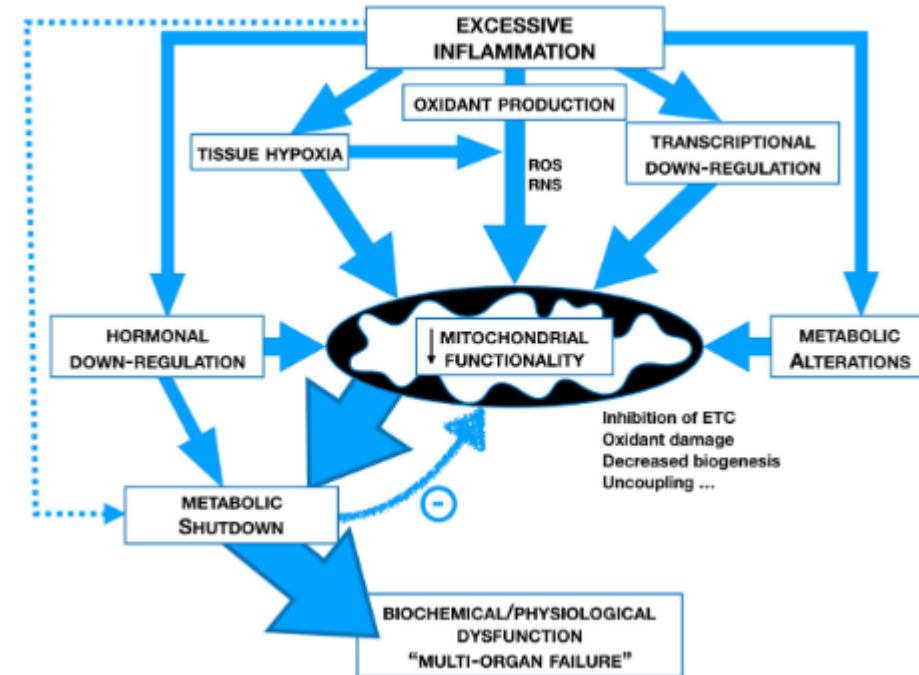 EXCESSIVE
INFLAMMATION
OXIDANT PRODUCTION
TISSUE HYPOXIA
TRANSCRIPTIONAL
DOWN-REGULATION
ROS
RNS
HORMONAL
DOWN-REGULATION
↓ MITOCHONDRIAL
FUNCTIONALITY
METABOLIC
ALTERATIONS
Inhibition of ETC
Oxidant damage
Decreased biogenesis
Uncoupling ...
METABOLIC
SHUTDOWN
-
BIOCHEMICAL/PHYSIOLOGICAL
DYSFUNCTION
“MULTI-ORGAN FAILURE”